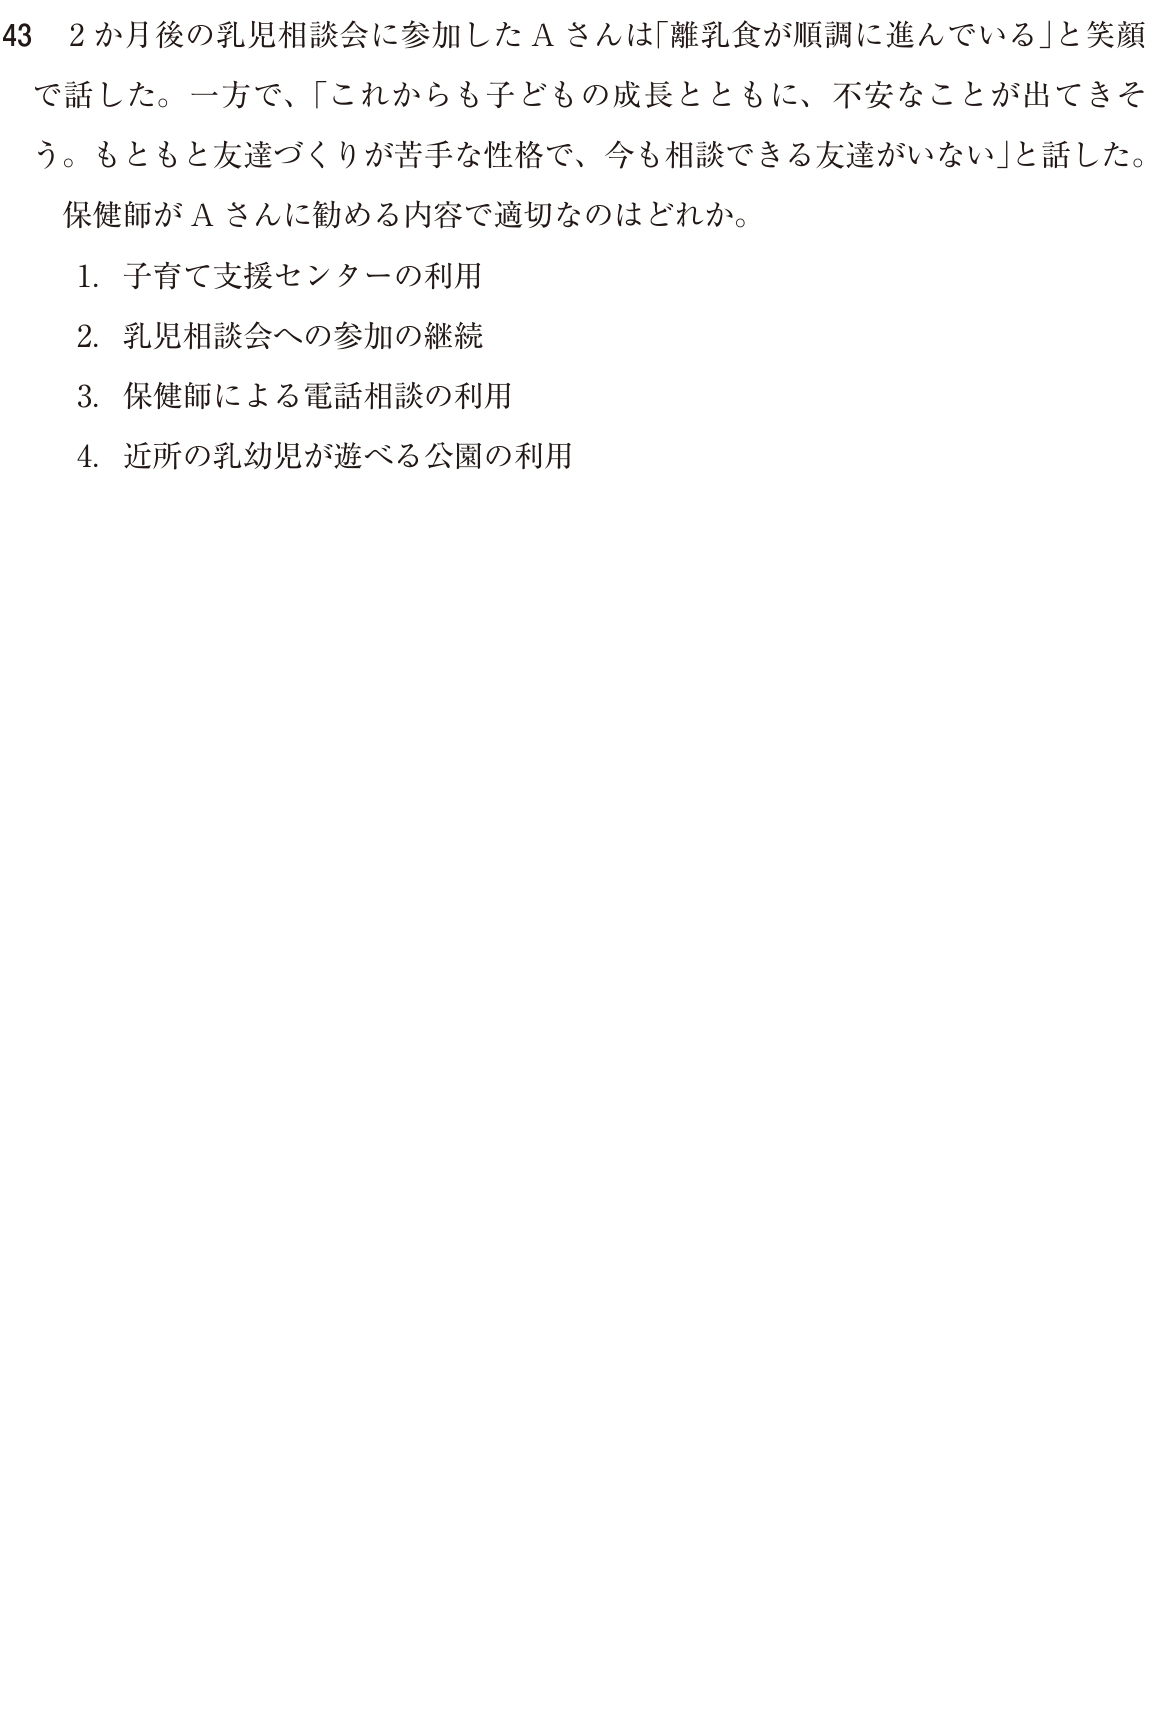 43 2か月後の乳児相談会に参加したAさんは「離乳食が順調に進んでいる」と笑顔
で話した。一方で、「これからも子どもの成長とともに、不安なことが出てきそ
う。もともと友達づくりが苦手な性格で、今も相談できる友達がいない」と話した。
保健師がAさんに勧める内容で適切なのはどれか。
1. 子育て支援センターの利用
2. 乳児相談会への参加の継続
3. 保健師による電話相談の利用
4. 近所の乳幼児が遊べる公園の利用